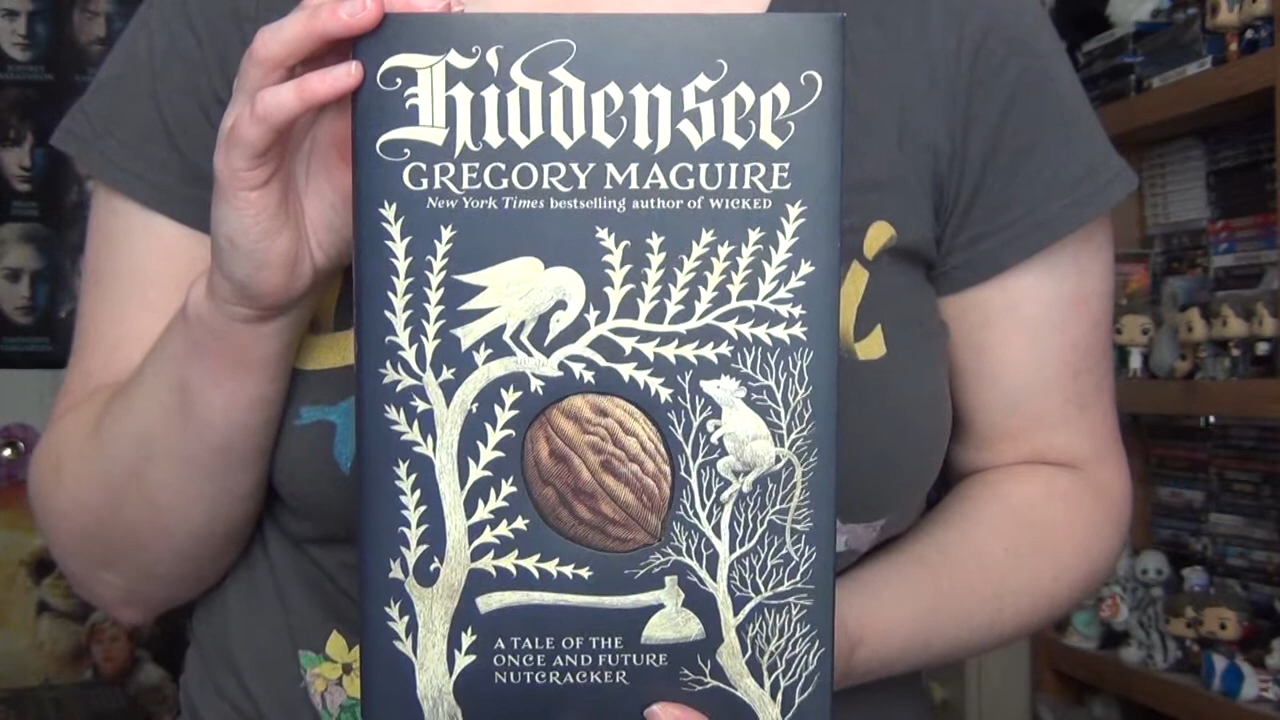 Hiddensee
GREGORY MAGUIRE
New York Times bestselling author of WICKED
A TALE OF THE
ONCE AND FUTURE
NUTCRACKER